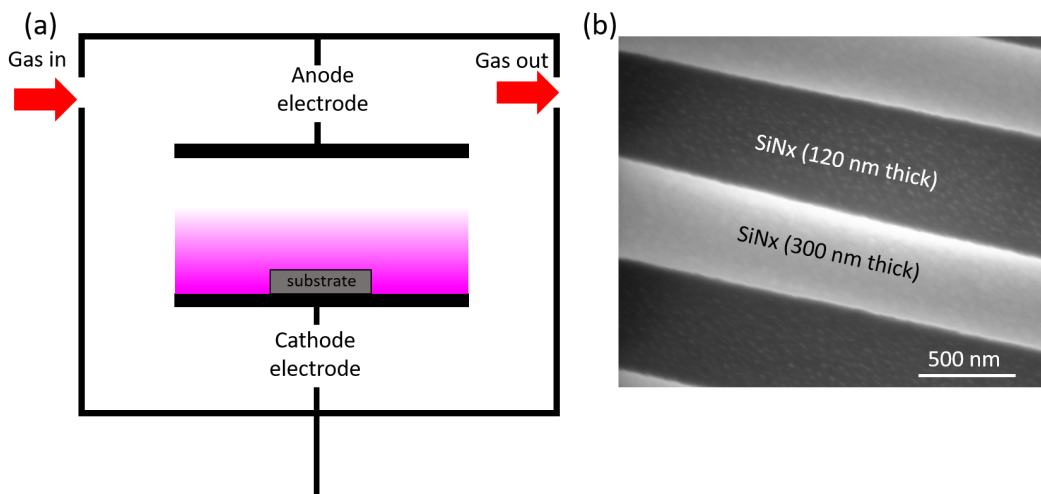 (a)
Gas in
Anode
electrode
Gas out
substrate
Cathode
electrode
(b)
SiNx (120 nm thick)
SiNx (300 nm thick)
500 nm